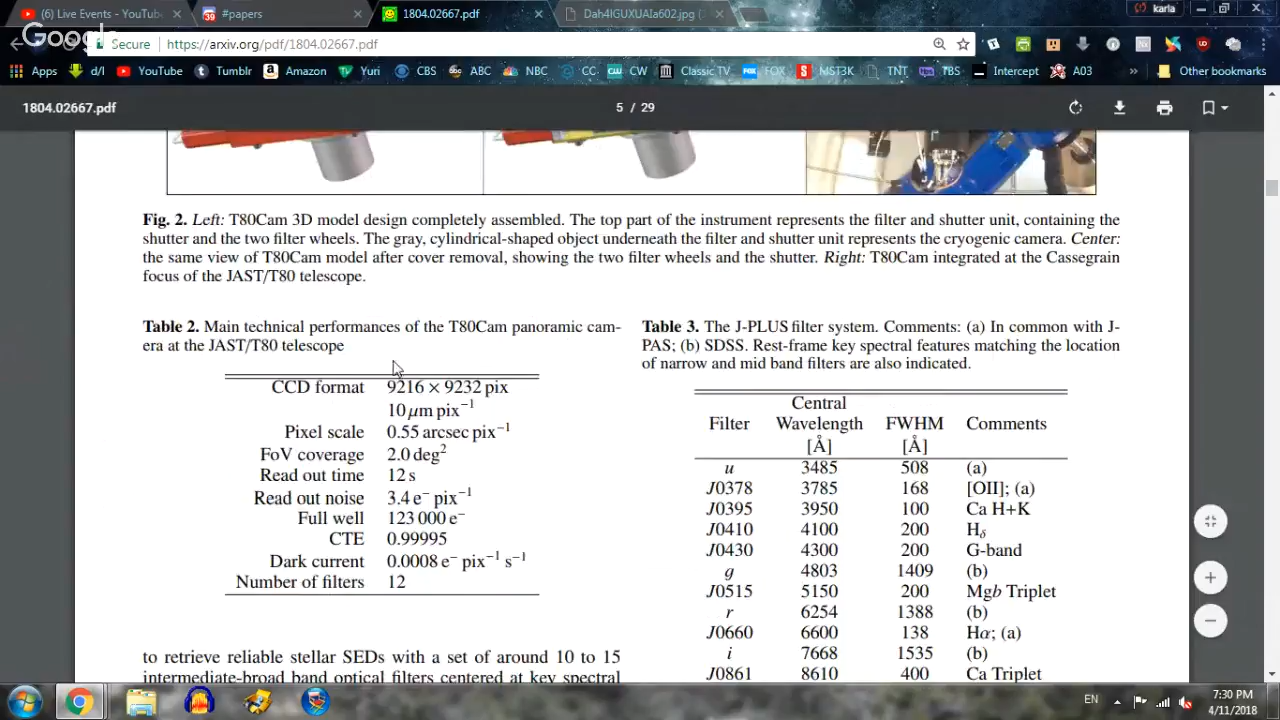 (6) Live Events - YouTub
39 #papers
1804.02667.pdf
Dah4IGUXUAIa602.jpg
karla
Google
Secure https://arxiv.org/pdf/1804.02667.pdf
Apps d/l YouTube Tumblr Amazon Yuri CBS ABC NBC CC CW Classic TV FOX MST3K TNT TBS Intercept A03 » Other bookmarks
1804.02667.pdf 5 / 29
Fig. 2. Left: T80Cam 3D model design completely assembled. The top part of the instrument represents the filter and shutter unit, containing the
shutter and the two filter wheels. The gray, cylindrical-shaped object underneath the filter and shutter unit represents the cryogenic camera. Center:
the same view of T80Cam model after cover removal, showing the two filter wheels and the shutter. Right: T80Cam integrated at the Cassegrain
focus of the JAST/T80 telescope.
Table 2. Main technical performances of the T80Cam panoramic cam-
era at the JAST/T80 telescope
CCD format 9216 × 9232 pix
10 μm pix⁻¹
Pixel scale 0.55 arcsec pix⁻¹
FoV coverage 2.0 deg²
Read out time 12 s
Read out noise 3.4 e⁻ pix⁻¹
Full well 123 000 e⁻
CTE 0.99995
Dark current 0.0008 e⁻ pix⁻¹ s⁻¹
Number of filters 12
to retrieve reliable stellar SEDs with a set of around 10 to 15
intermediate-broad band optical filters centered at key spectral
Table 3. The J-PLUS filter system. Comments: (a) In common with J-
PAS; (b) SDSS. Rest-frame key spectral features matching the location
of narrow and mid band filters are also indicated.
Central
Filter Wavelength FWHM Comments
[Å] [Å]
u 3485 508 (a)
J0378 3785 168 [OII]; (a)
J0395 3950 100 Ca H+K
J0410 4100 200 Hδ
J0430 4300 200 G-band
g 4803 1409 (b)
J0515 5150 200 Mgb Triplet
r 6254 1388 (b)
J0660 6600 138 Hα; (a)
i 7668 1535 (b)
J0861 8610 400 Ca Triplet
EN 7:30 PM
4/11/2018